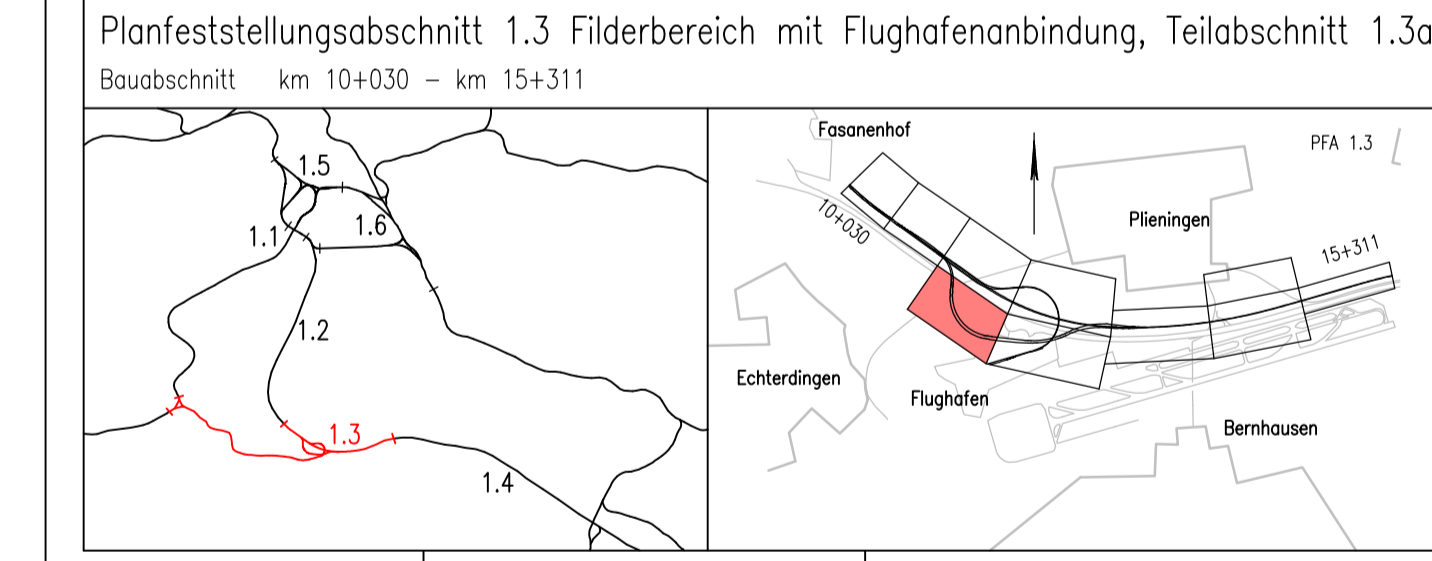 Planfeststellungsabschnitt 1.3 Filderbereich mit Flughafenanbindung, Teilabschnitt 1.3a
Bauabschnitt km 10+030 – km 15+311
1.5
1.6
1.1
1.2
1.3
1.4
Fasanenhof
PFA 1.3
10+030
Plieningen
15+311
Echterdingen
Flughafen
Bernhausen